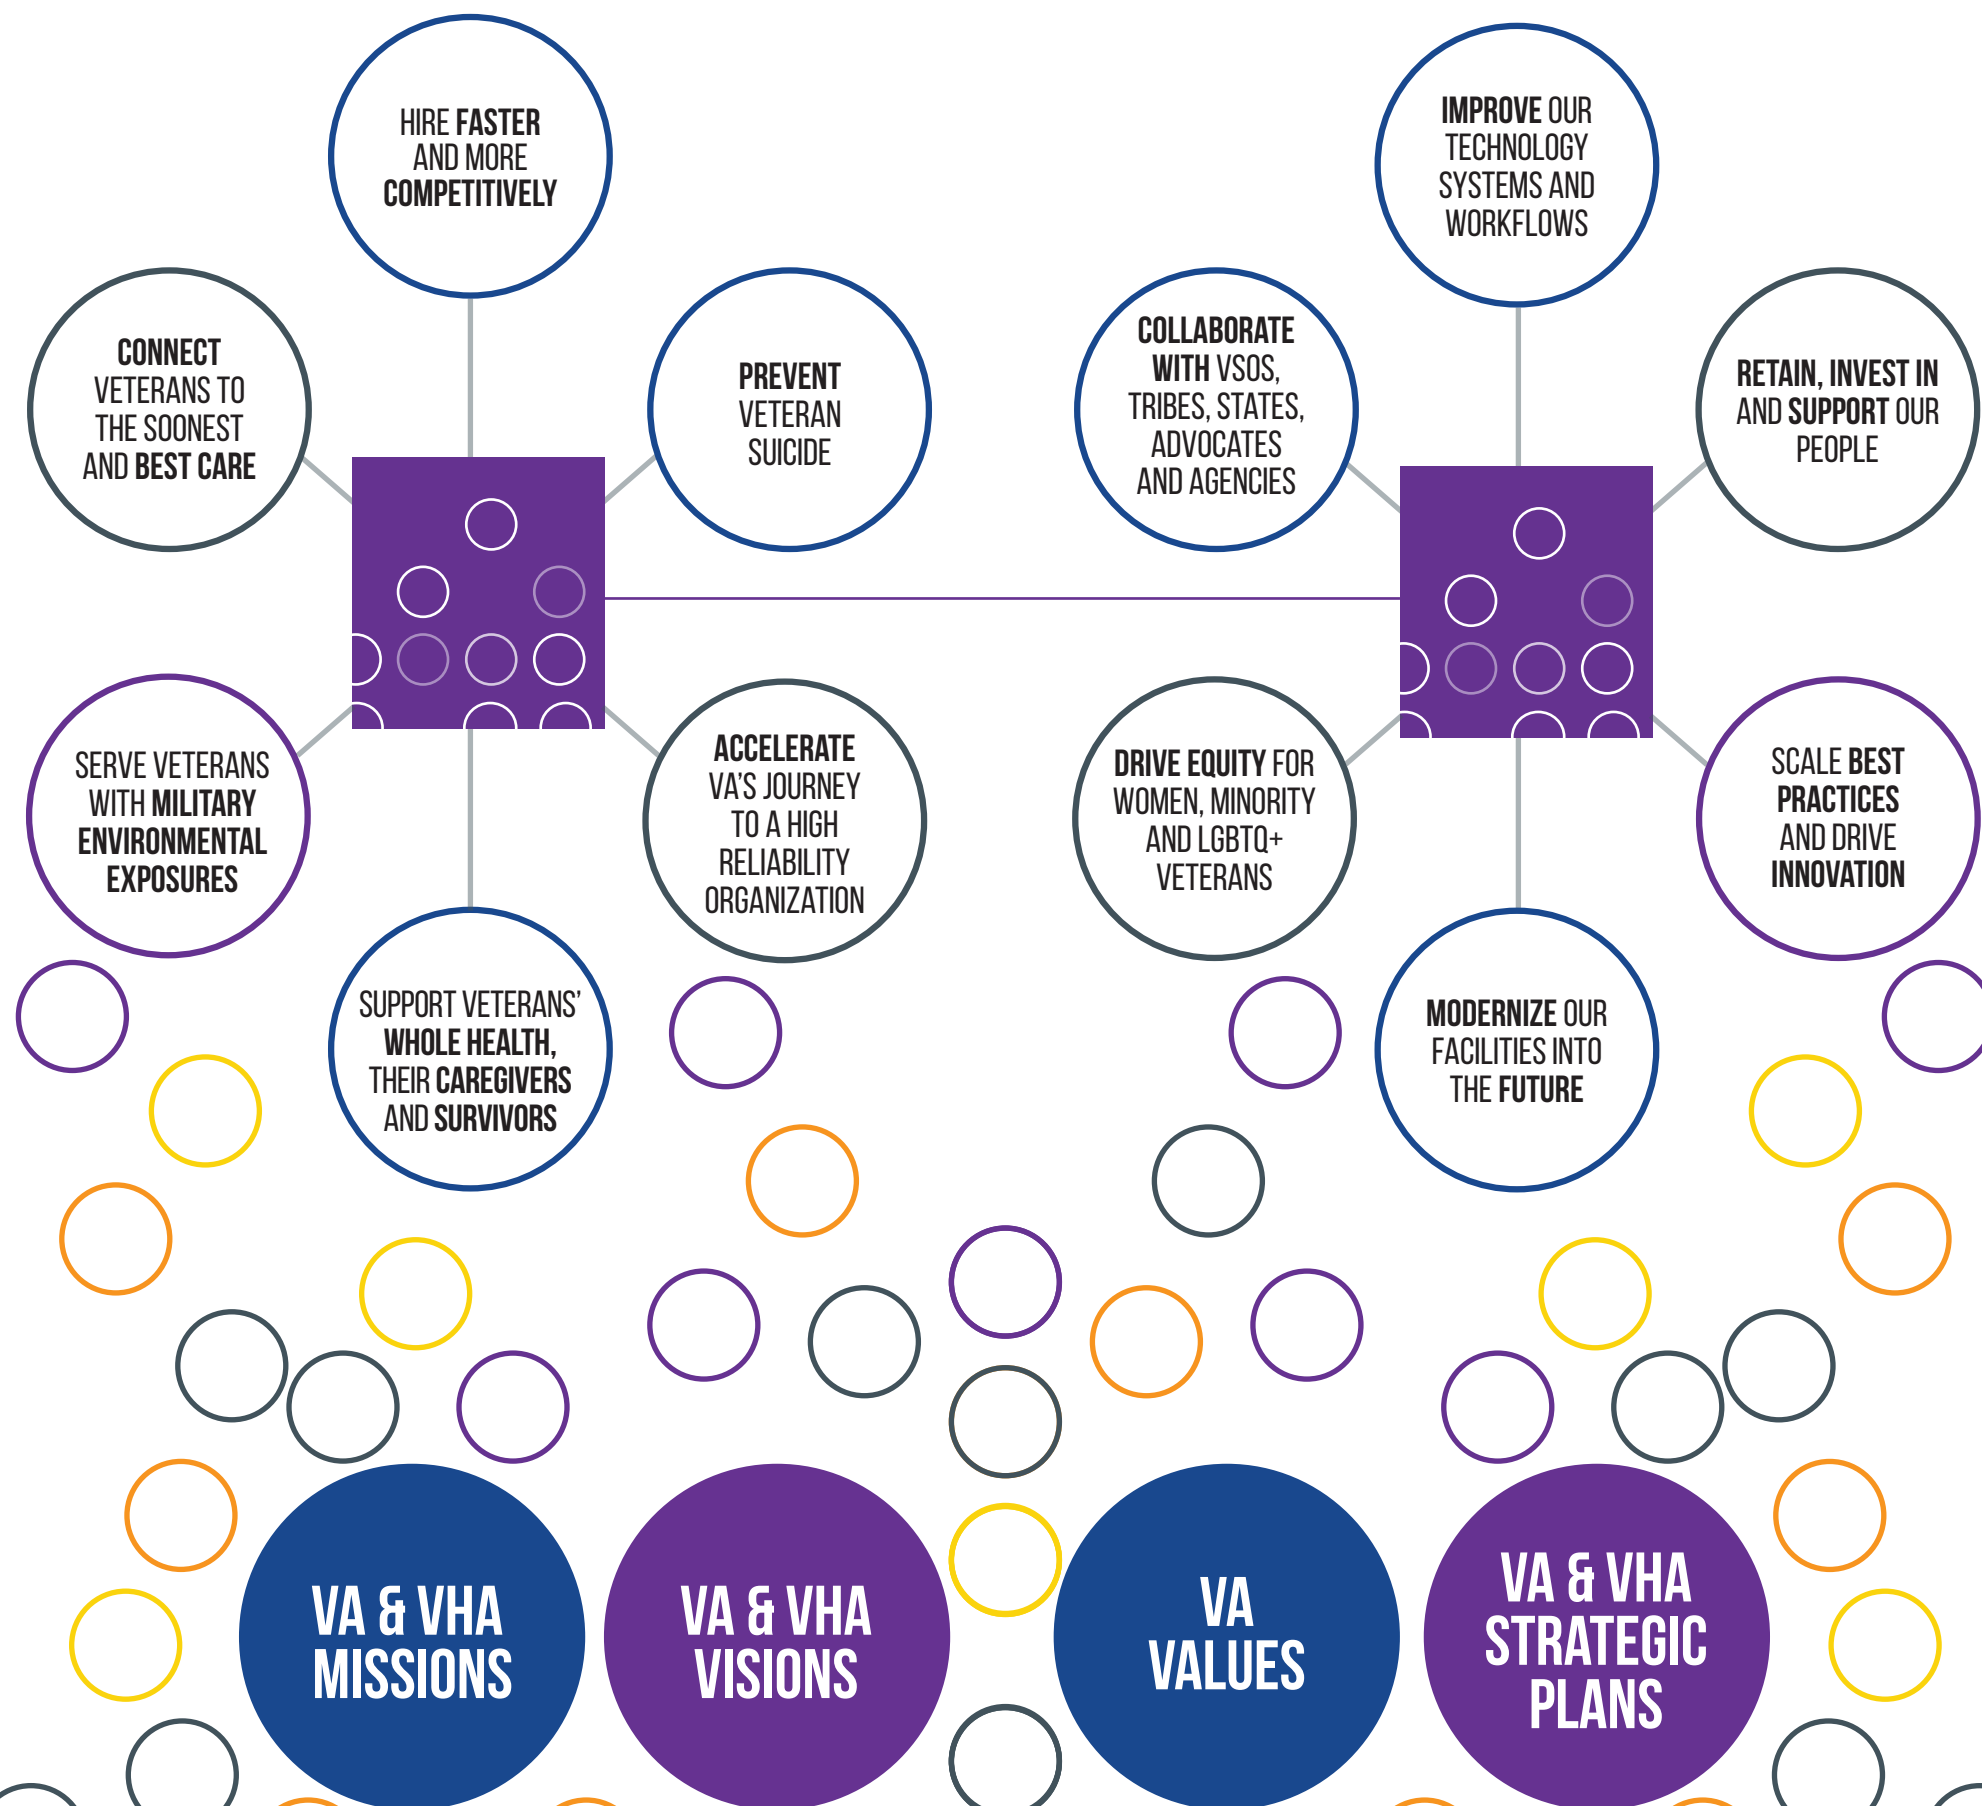 HIRE FASTER
AND MORE
COMPETITIVELY
CONNECT
VETERANS TO
THE SOONEST
AND BEST CARE
PREVENT
VETERAN
SUICIDE
SERVE VETERANS
WITH MILITARY
ENVIRONMENTAL
EXPOSURES
ACCELERATE
VA'S JOURNEY
TO A HIGH
RELIABILITY
ORGANIZATION
SUPPORT VETERANS'
WHOLE HEALTH,
THEIR CAREGIVERS
AND SURVIVORS
IMPROVE OUR
TECHNOLOGY
SYSTEMS AND
WORKFLOWS
COLLABORATE
WITH VSOS,
TRIBES, STATES,
ADVOCATES
AND AGENCIES
RETAIN, INVEST IN
AND SUPPORT OUR
PEOPLE
DRIVE EQUITY FOR
WOMEN, MINORITY
AND LGBTQ+
VETERANS
SCALE BEST
PRACTICES
AND DRIVE
INNOVATION
MODERNIZE OUR
FACILITIES INTO
THE FUTURE
VA & VHA
MISSIONS
VA & VHA
VISIONS
VA
VALUES
VA & VHA
STRATEGIC
PLANS